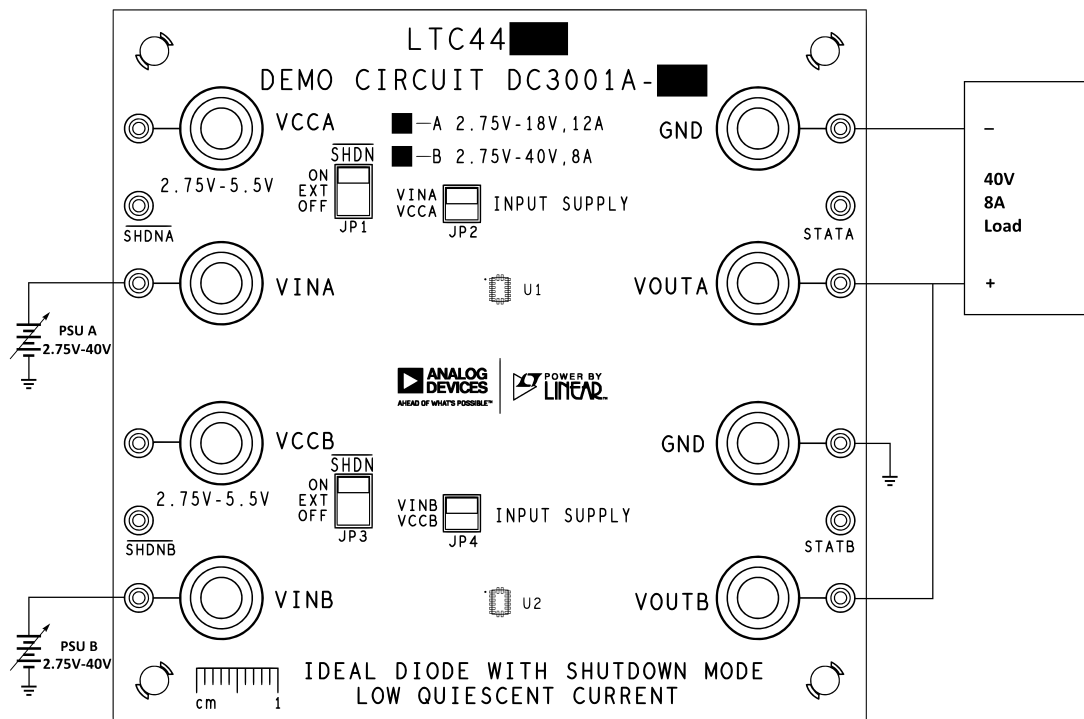 LTC44
DEMO CIRCUIT DC3001A-
VCCA
2.75V-5.5V
-A 2.75V-18V,12A
-B 2.75V-40V,8A
GND
SHDN
ON
EXT
OFF
JP1
VINA
VCCA
INPUT SUPPLY
JP2
SHDNA
STATA
-
40V
8A
Load
+
VINA
U1
VOUTA
PSU A
2.75V-40V
ANALOG
DEVICES
AHEAD OF WHAT'S POSSIBLE™
LT
POWER BY
LINEAR™
VCCB
2.75V-5.5V
GND
SHDN
ON
EXT
OFF
JP3
VINB
VCCB
INPUT SUPPLY
JP4
SHDNB
STATB
VINB
U2
VOUTB
PSU B
2.75V-40V
IDEAL DIODE WITH SHUTDOWN MODE
LOW QUIESCENT CURRENT
cm 1